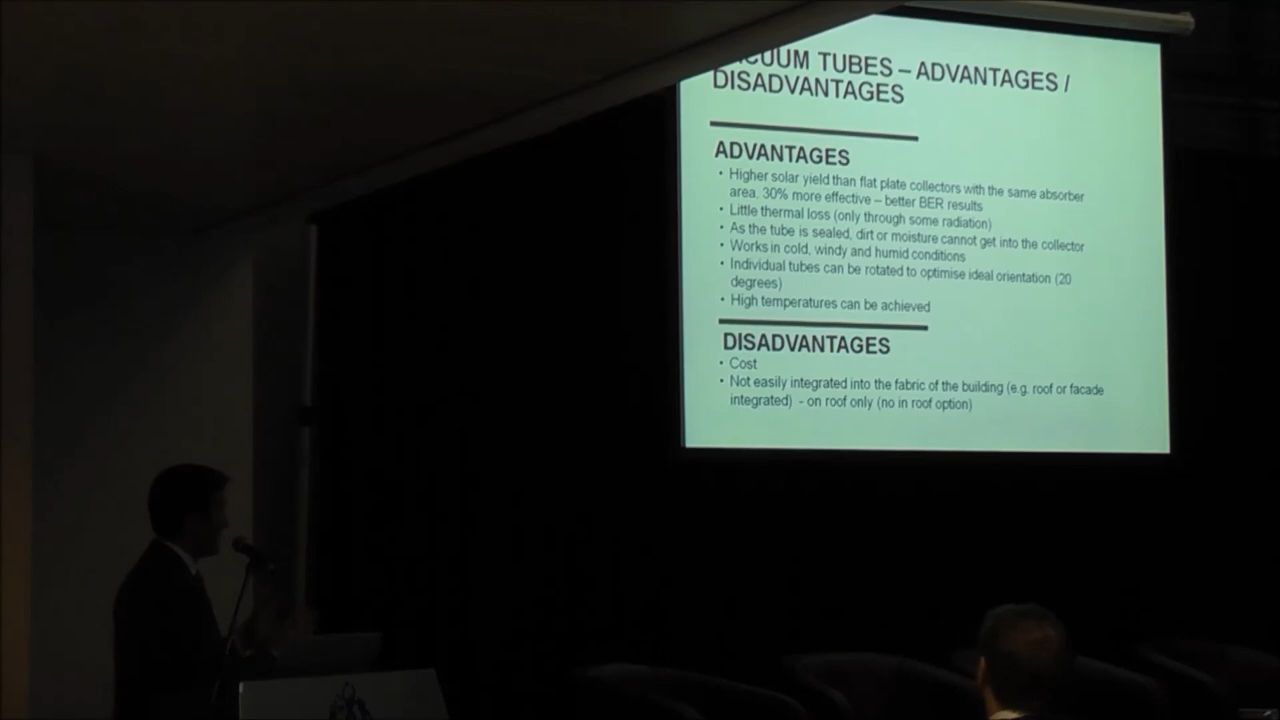 TUBES – ADVANTAGES /
DISADVANTAGES
ADVANTAGES
• Higher solar yield than flat plate collectors with the same absorber
area. 30% more effective – better BER results
• Little thermal loss (only through some radiation)
• As the tube is sealed, dirt or moisture cannot get into the collector
• Works in cold, windy and humid conditions
• Individual tubes can be rotated to optimise ideal orientation (20
degrees)
• High temperatures can be achieved
DISADVANTAGES
• Cost
• Not easily integrated into the fabric of the building (e.g. roof or facade
integrated) - on roof only (no in roof option)